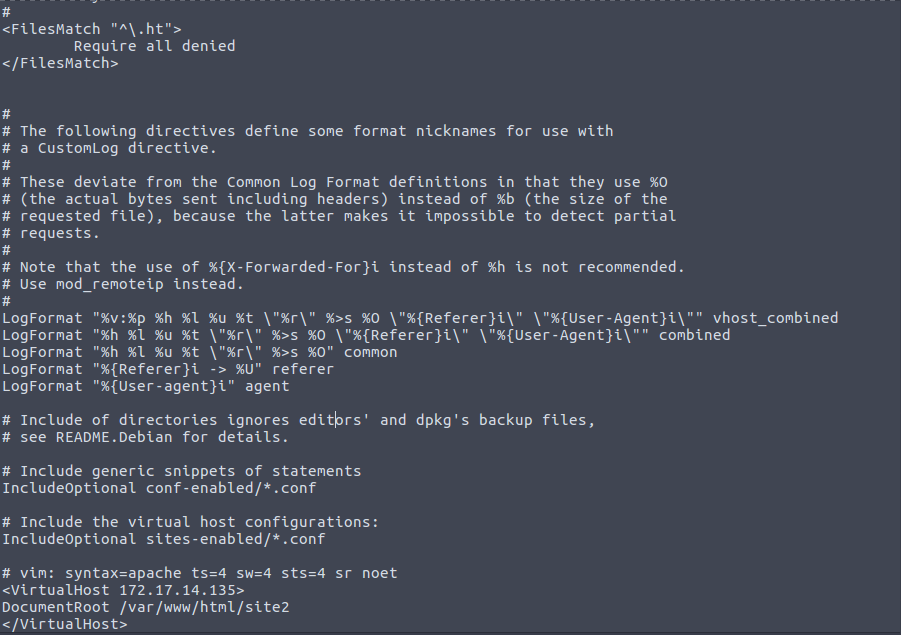 #
<FilesMatch "^\.ht">
        Require all denied
</FilesMatch>
#
# The following directives define some format nicknames for use with
# a CustomLog directive.
#
# These deviate from the Common Log Format definitions in that they use %O
# (the actual bytes sent including headers) instead of %b (the size of the
# requested file), because the latter makes it impossible to detect partial
# requests.
#
# Note that the use of %{X-Forwarded-For}i instead of %h is not recommended.
# Use mod_remoteip instead.
#
LogFormat "%v:%p %h %l %u %t \"%r\" %>s %O \"%{Referer}i\" \"%{User-Agent}i\"" vhost_combined
LogFormat "%h %l %u %t \"%r\" %>s %O \"%{Referer}i\" \"%{User-Agent}i\"" combined
LogFormat "%h %l %u %t \"%r\" %>s %O" common
LogFormat "%{Referer}i -> %U" referer
LogFormat "%{User-agent}i" agent
# Include of directories ignores editors' and dpkg's backup files,
# see README.Debian for details.
# Include generic snippets of statements
IncludeOptional conf-enabled/*.conf
# Include the virtual host configurations:
IncludeOptional sites-enabled/*.conf
# vim: syntax=apache ts=4 sw=4 sts=4 sr noet
<VirtualHost 172.17.14.135>
DocumentRoot /var/www/html/site2
</VirtualHost>